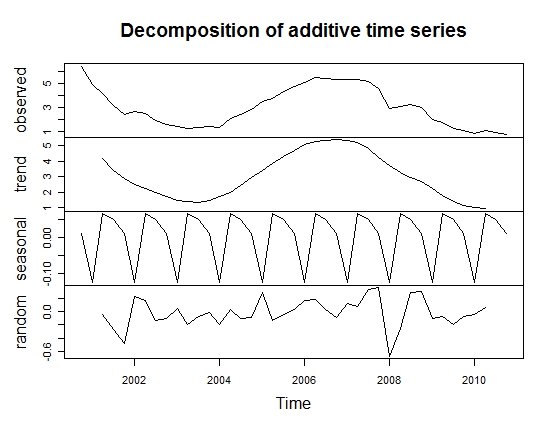 Decomposition of additive time series
observed
1 3 5
trend
1 2 3 4 5
seasonal
-0.10 0.00
random
-0.6 0.0
2002 2004 2006 2008 2010
Time